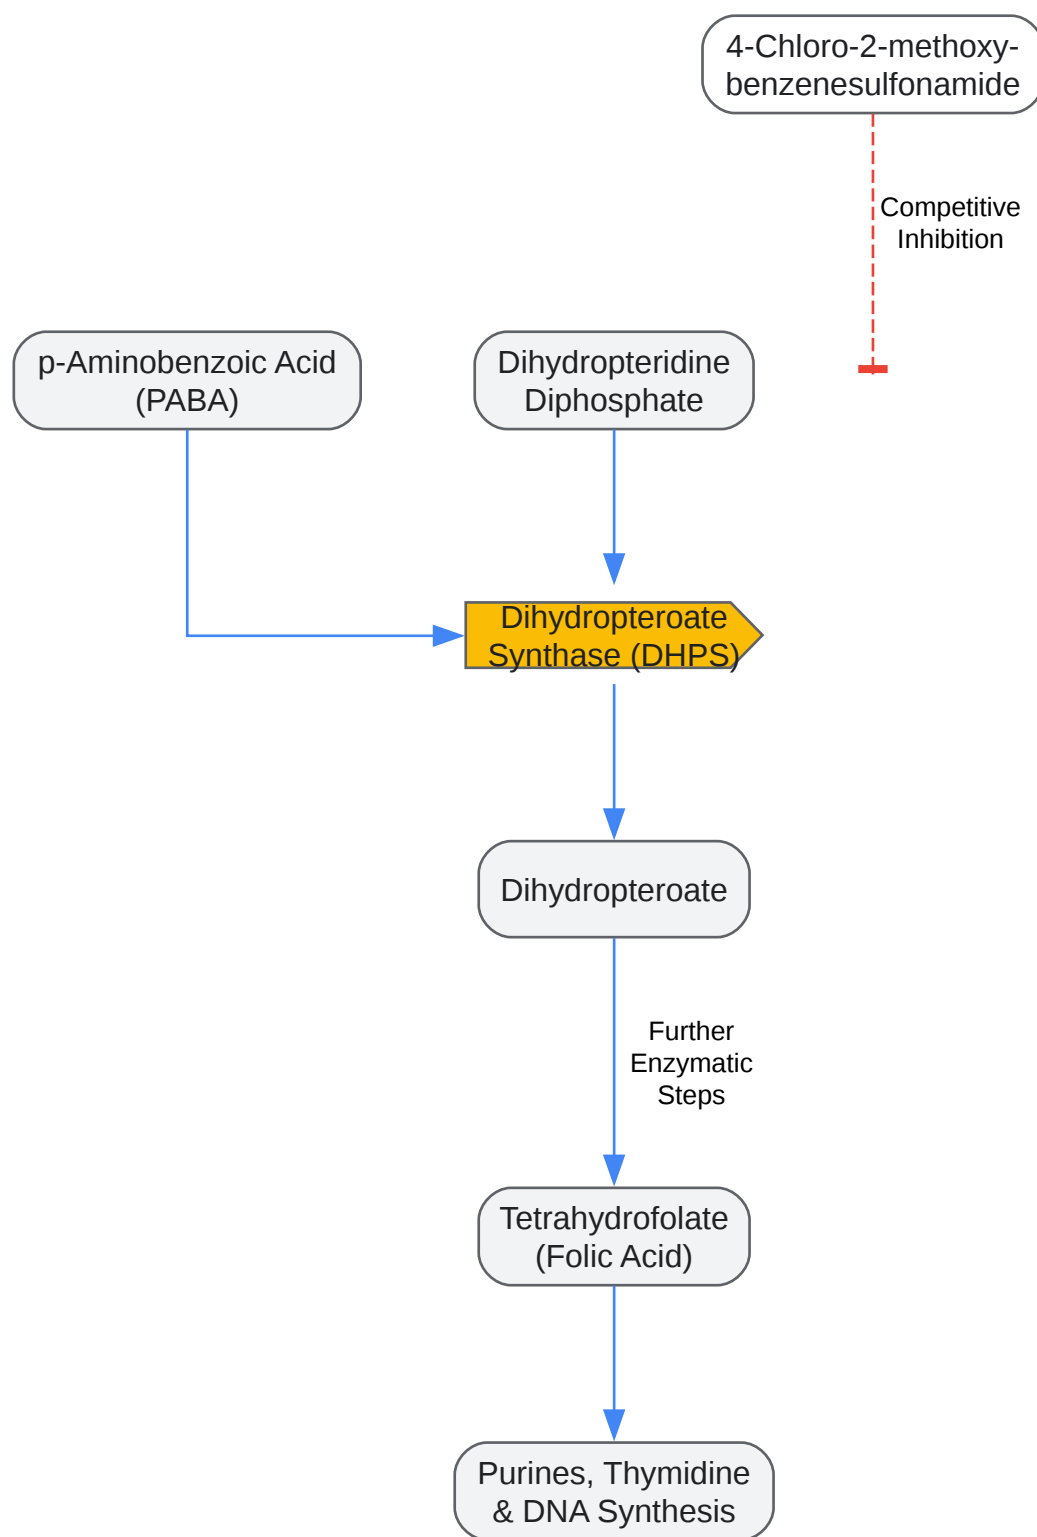 4-Chloro-2-methoxy-
benzenesulfonamide
Competitive
Inhibition
p-Aminobenzoic Acid
(PABA)
Dihydropteridine
Diphosphate
Dihydropteroate
Synthase (DHPS)
Dihydropteroate
Further
Enzymatic
Steps
Tetrahydrofolate
(Folic Acid)
Purines, Thymidine
& DNA Synthesis